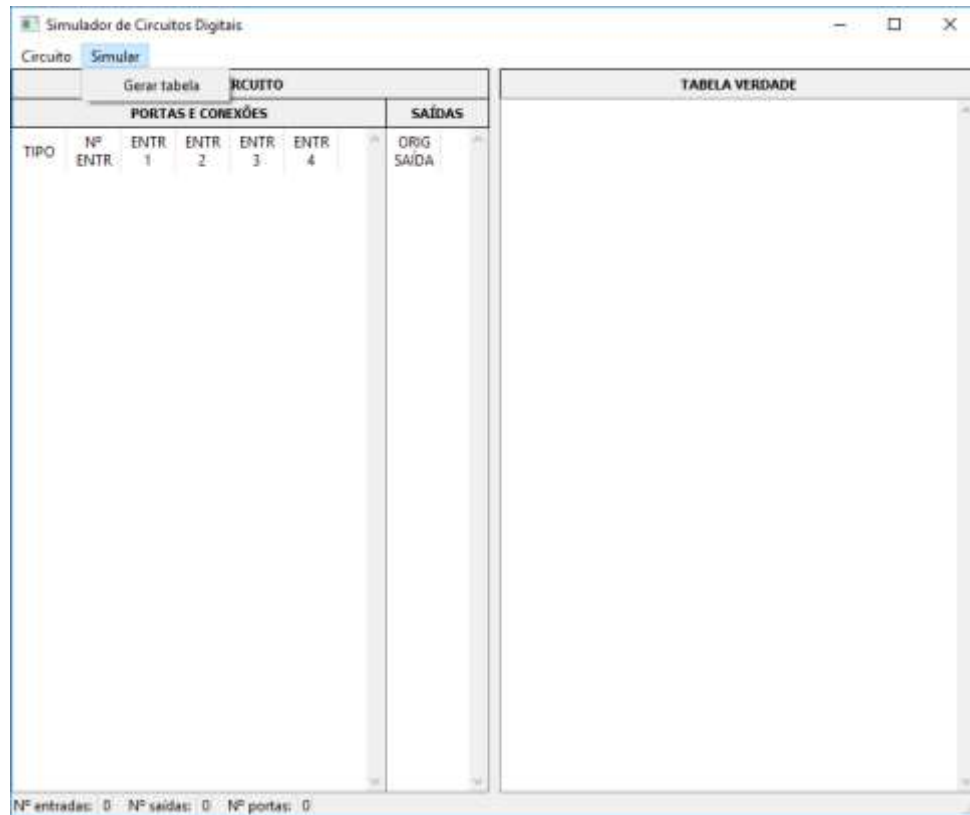 Simulador de Circuitos Digitais
Circuito Simular
Gerar tabela
RCUITO
TABELA VERDADE
PORTAS E CONEXÕES
SAÍDAS
TIPO Nº ENTR ENTR 1 ENTR 2 ENTR 3 ENTR 4
ORIG SAÍDA
Nº entradas: 0 Nº saídas: 0 Nº portas: 0